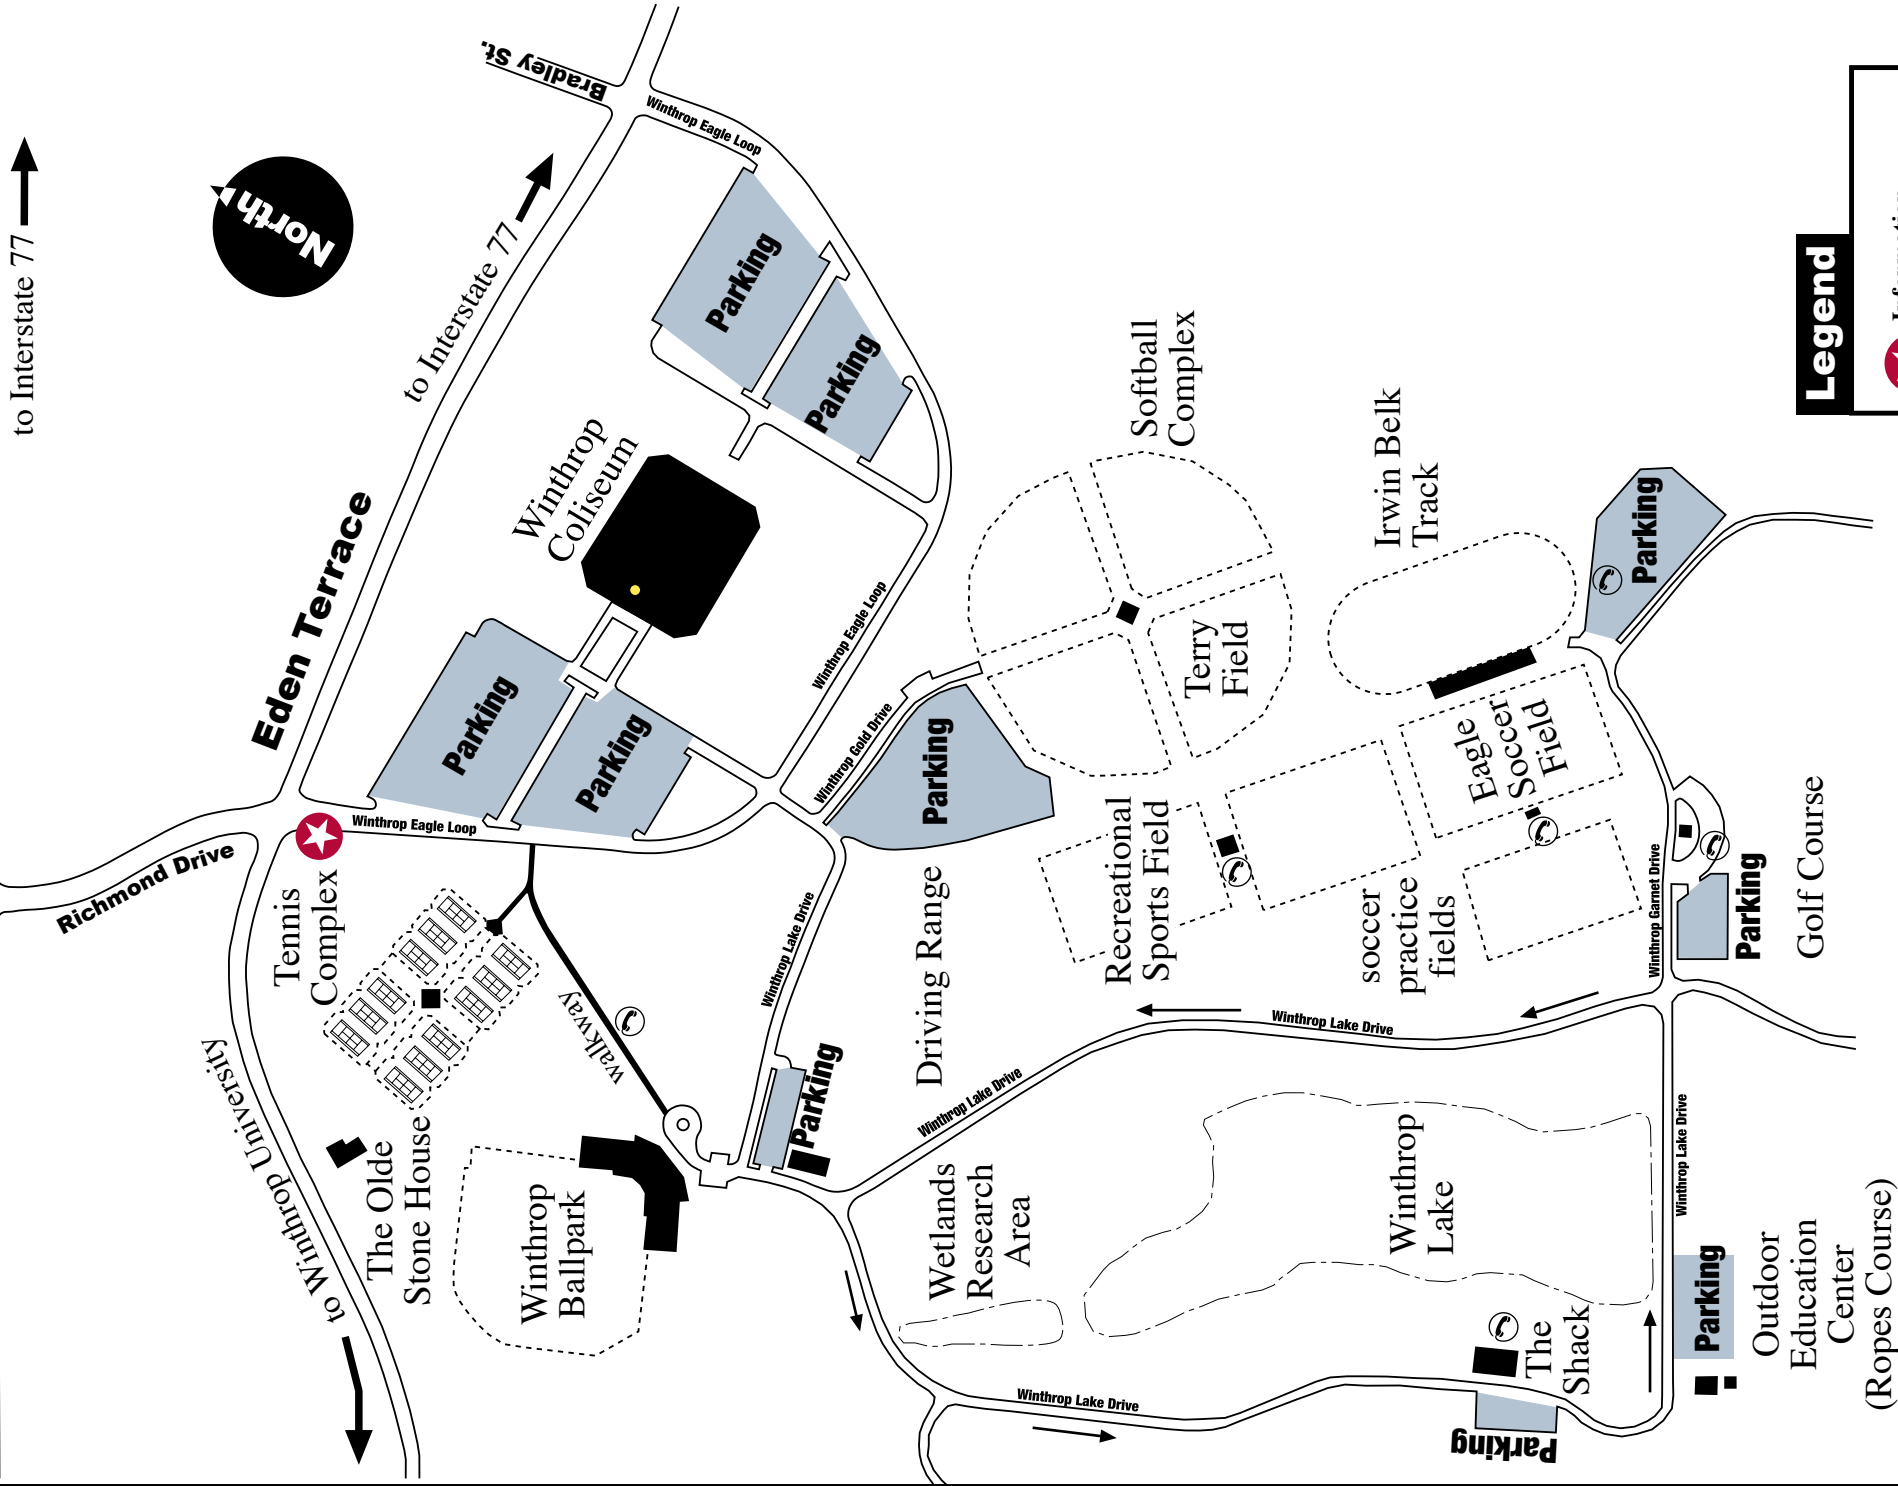 to Interstate 77
North
Bradley St.
Winthrop Eagle Loop
to Interstate 77
Parking
Parking
Eden Terrace
Winthrop
Coliseum
Parking
Parking
Winthrop Eagle Loop
Winthrop Gold Drive
Parking
Richmond Drive
Winthrop Eagle Loop
Tennis
Complex
walkway
Winthrop Lake Drive
Parking
to Winthrop University
The Olde
Stone House
Winthrop
Ballpark
Softball
Complex
Terry
Field
Irwin Belk
Track
Parking
Eagle
Soccer
Field
Recreational
Sports Field
soccer
practice
fields
Driving Range
Winthrop Garnet Drive
Parking
Golf Course
Winthrop Lake Drive
Winthrop Lake Drive
Wetlands
Research
Area
Winthrop
Lake
Winthrop Lake Drive
Winthrop Lake Drive
The
Shack
Parking
Parking
Outdoor
Education
Center
(Ropes Course)
Legend